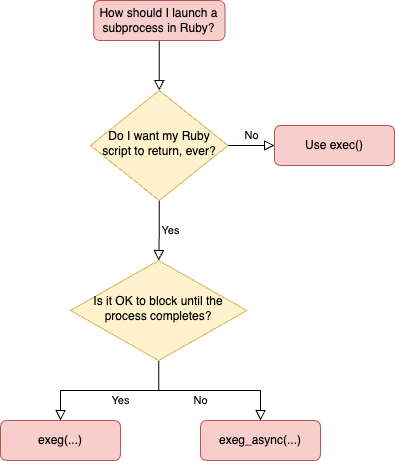 How should I launch a
subprocess in Ruby?
Do I want my Ruby
script to return, ever?
No
Use exec()
Yes
Is it OK to block until the
process completes?
Yes
No
exeg(...)
exeg_async(...)